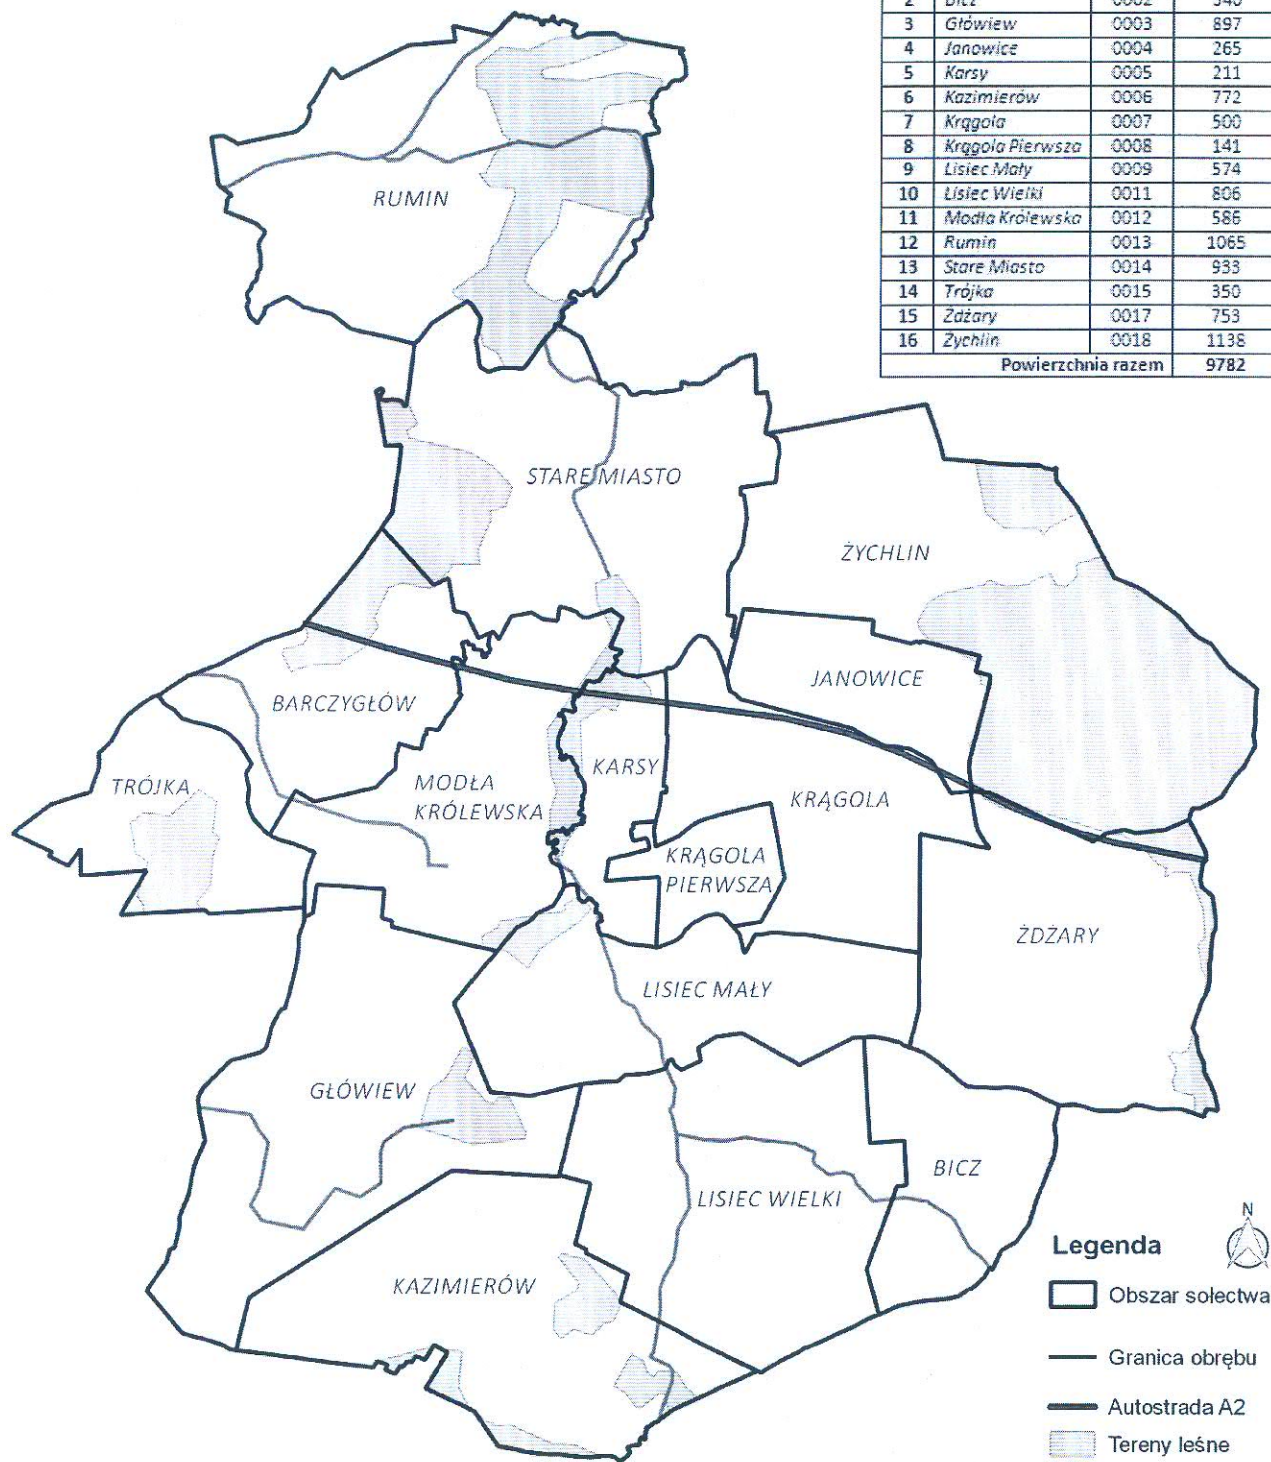 2 Bicz 0002 340
3 Główiew 0003 897
4 Janowice 0004 265
5 Karsy 0005 211
6 Kazimierów 0006 772
7 Krągola 0007 500
8 Krągola Pierwsza 0008 141
9 Lisiec Mały 0009 574
10 Lisiec Wielki 0011 806
11 Modła Królewska 0012 586
12 Rumin 0013 1065
13 Stare Miasto 0014 933
14 Trójka 0015 350
15 Żdżary 0017 753
16 Żychlin 0018 1138
Powierzchnia razem 9782
RUMIN
STARE MIASTO
ŻYCHLIN
JANOWICE
BARCZYGŁÓW
KARSY
TRÓJKA
MODŁA
KRÓLEWSKA
KRĄGOLA
KRĄGOLA
PIERWSZA
ŻDŻARY
LISIEC MAŁY
GŁÓWIEW
BICZ
LISIEC WIELKI
KAZIMIERÓW
N
Legenda
Obszar sołectwa
Granica obrębu
Autostrada A2
Tereny leśne